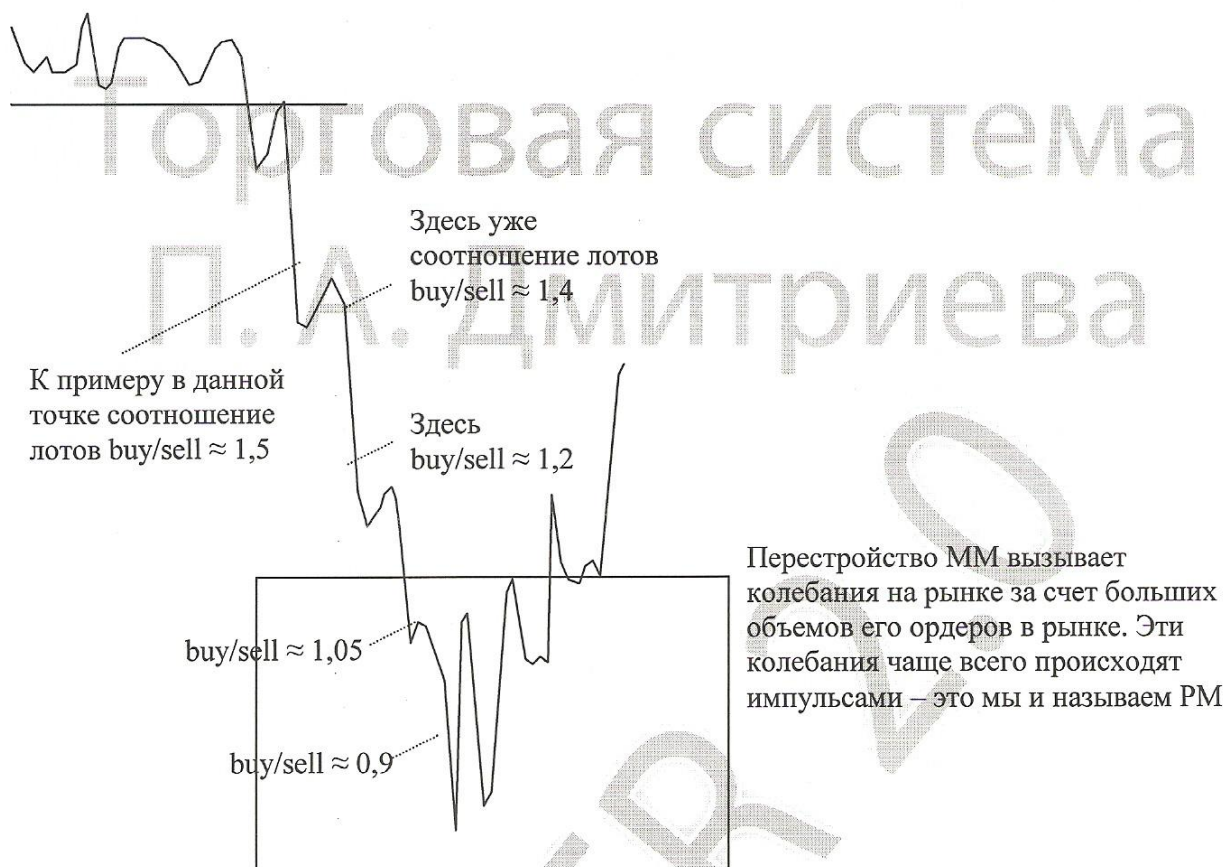 Торговая система
П. А. Дмитриева
Здесь уже
соотношение лотов
buy/sell ≈ 1,4
К примеру в данной
точке соотношение
лотов buy/sell ≈ 1,5
Здесь
buy/sell ≈ 1,2
Перестройство ММ вызывает
колебания на рынке за счет больших
объемов его ордеров в рынке. Эти
колебания чаще всего происходят
импульсами – это мы и называем РМ
buy/sell ≈ 1,05
buy/sell ≈ 0,9
R 2.0